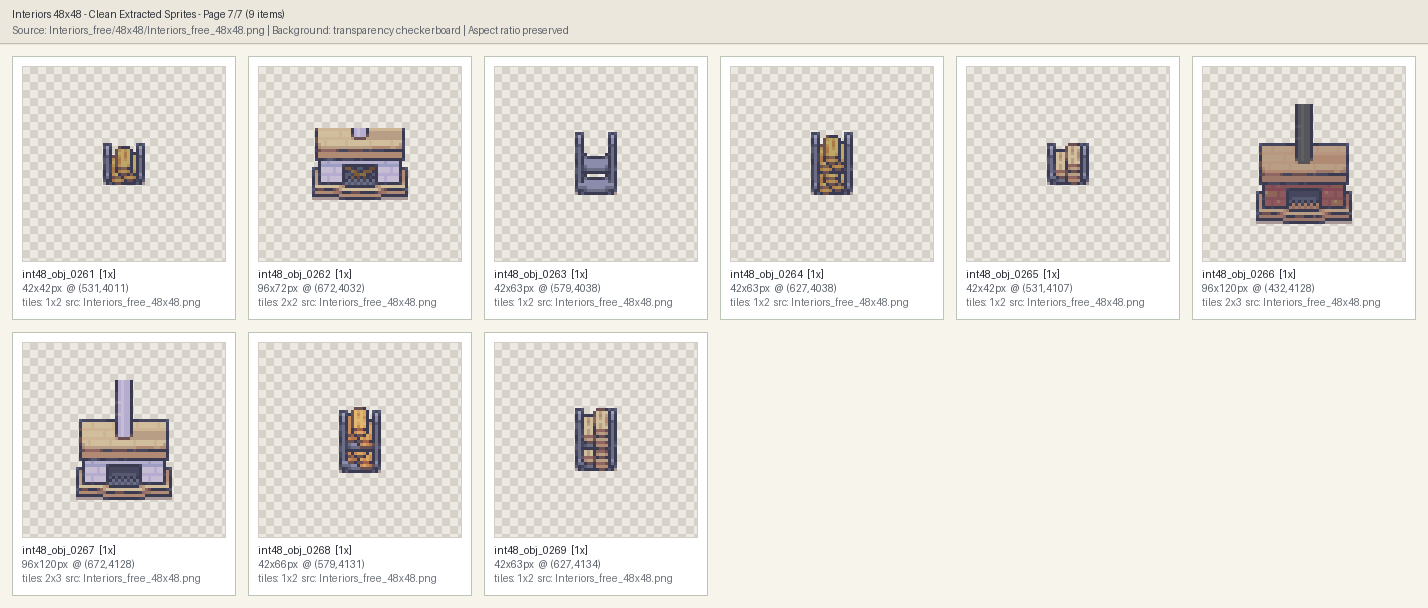 Interiors 48x48 - Clean Extracted Sprites - Page 7/7 (9 items)
Source: Interiors_free/48x48/Interiors_free_48x48.png | Background: transparency checkerboard | Aspect ratio preserved
int48_obj_0261 [1x]
42x42px @ (531,4011)
tiles: 1x2 src: Interiors_free_48x48.png
int48_obj_0262 [1x]
96x72px @ (672,4032)
tiles: 2x2 src: Interiors_free_48x48.png
int48_obj_0263 [1x]
42x63px @ (579,4038)
tiles: 1x2 src: Interiors_free_48x48.png
int48_obj_0264 [1x]
42x63px @ (627,4038)
tiles: 1x2 src: Interiors_free_48x48.png
int48_obj_0265 [1x]
42x42px @ (531,4107)
tiles: 1x2 src: Interiors_free_48x48.png
int48_obj_0266 [1x]
96x120px @ (432,4128)
tiles: 2x3 src: Interiors_free_48x48.png
int48_obj_0267 [1x]
96x120px @ (672,4128)
tiles: 2x3 src: Interiors_free_48x48.png
int48_obj_0268 [1x]
42x66px @ (579,4131)
tiles: 1x2 src: Interiors_free_48x48.png
int48_obj_0269 [1x]
42x63px @ (627,4134)
tiles: 1x2 src: Interiors_free_48x48.png